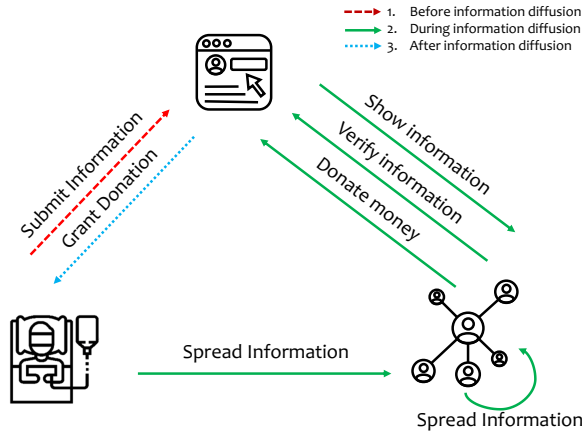 1. Before information diffusion
2. During information diffusion
3. After information diffusion
Submit Information
Grant Donation
Show information
Verify information
Donate money
Spread Information
Spread Information